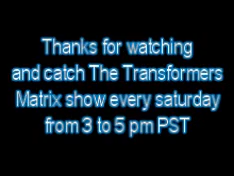 Thanks for watching
and catch The Transformers
Matrix show every saturday
from 3 to 5 pm PST